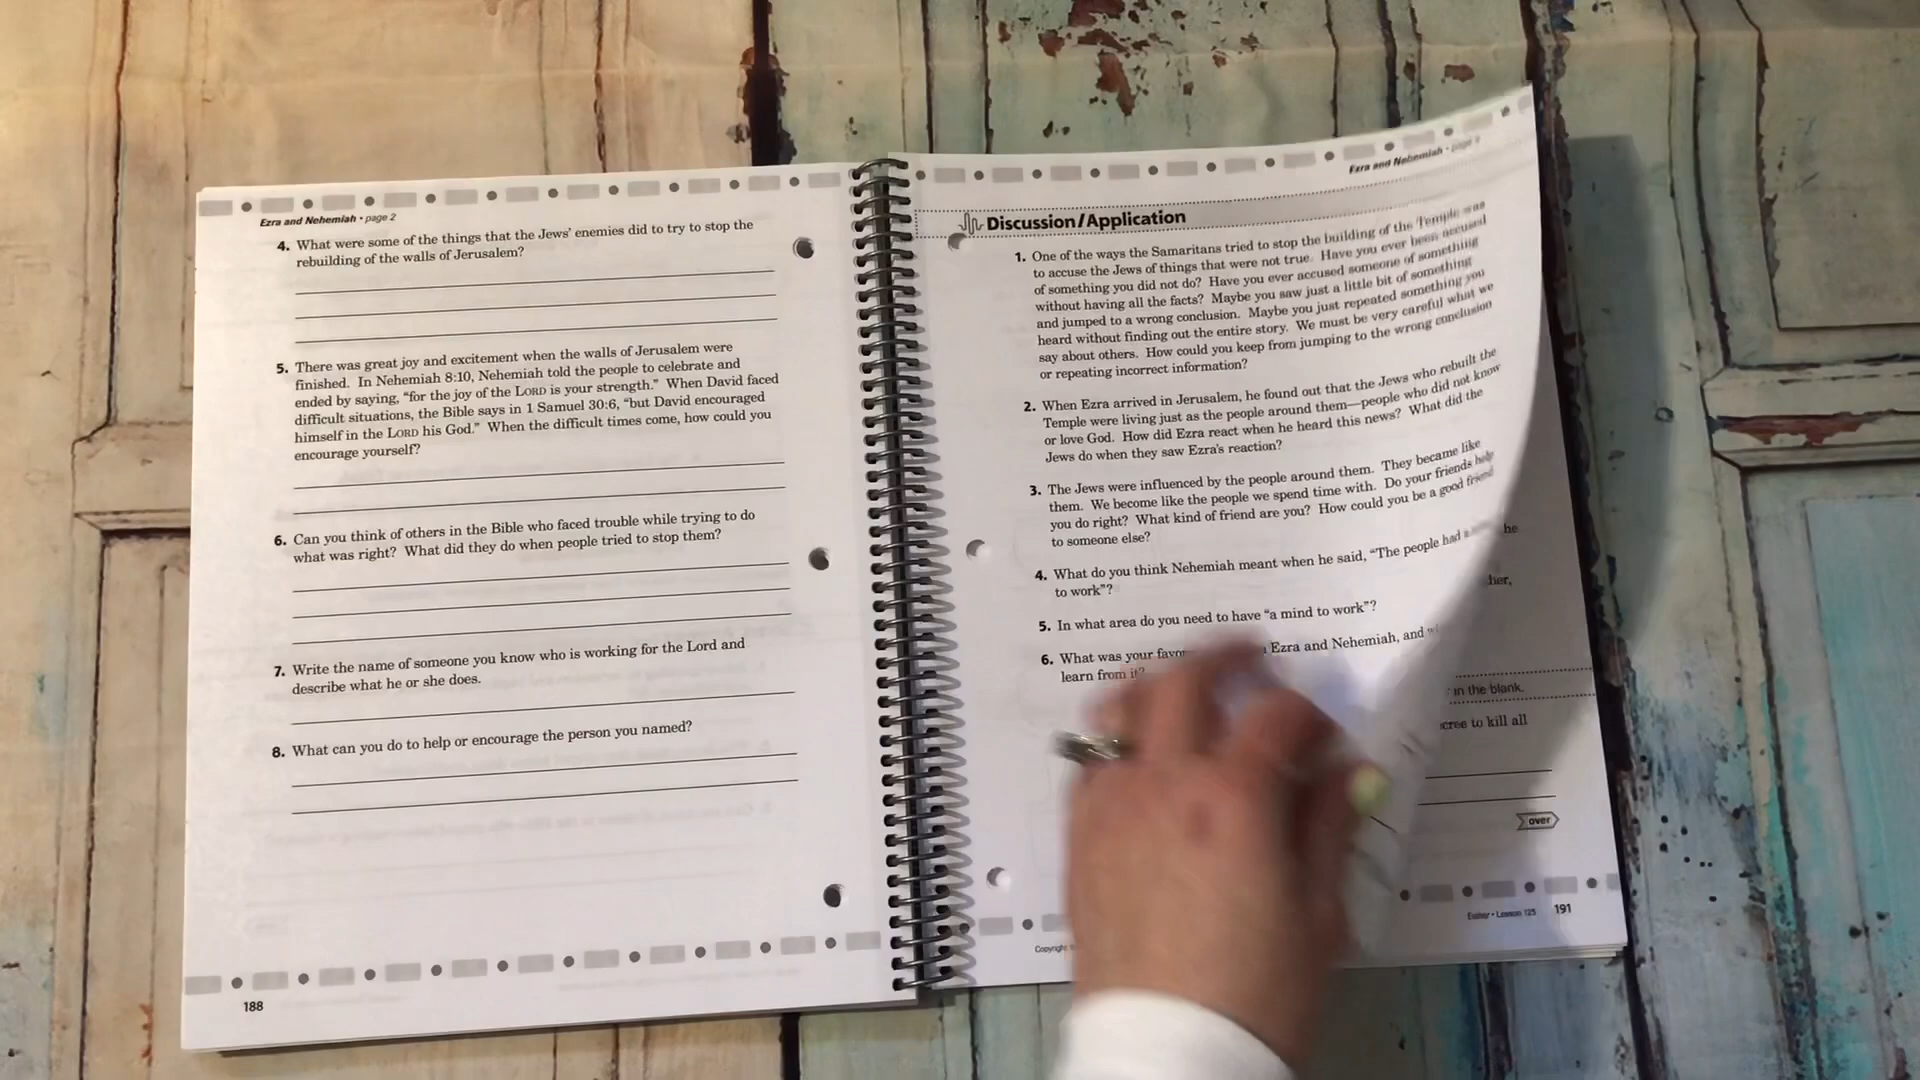 Ezra and Nehemiah • page 2
4. What were some of the things that the Jews' enemies did to try to stop the
rebuilding of the walls of Jerusalem?
5. There was great joy and excitement when the walls of Jerusalem were
finished. In Nehemiah 8:10, Nehemiah told the people to celebrate and
ended by saying, “for the joy of the LORD is your strength.” When David faced
difficult situations, the Bible says in 1 Samuel 30:6, “but David encouraged
himself in the LORD his God.” When the difficult times come, how could you
encourage yourself?
6. Can you think of others in the Bible who faced trouble while trying to do
what was right? What did they do when people tried to stop them?
7. Write the name of someone you know who is working for the Lord and
describe what he or she does.
8. What can you do to help or encourage the person you named?
188
Ezra and Nehemiah • page
Discussion/Application
1. One of the ways the Samaritans tried to stop the building of the Temple was
to accuse the Jews of things that were not true. Have you ever been accused
of something you did not do? Have you ever accused someone of something
without having all the facts? Maybe you saw just a little bit of something
and jumped to a wrong conclusion. Maybe you just repeated something you
heard without finding out the entire story. We must be very careful what we
say about others. How could you keep from jumping to the wrong conclusion
or repeating incorrect information?
2. When Ezra arrived in Jerusalem, he found out that the Jews who rebuilt the
Temple were living just as the people around them—people who did not know
or love God. How did Ezra react when he heard this news? What did the
Jews do when they saw Ezra's reaction?
3. The Jews were influenced by the people around them. They became like
them. We become like the people we spend time with. Do your friends help
you do right? What kind of friend are you? How could you be a good friend
to someone else?
4. What do you think Nehemiah meant when he said, “The people had a
to work”?
5. In what area do you need to have “a mind to work”?
6. What was your Ezra and Nehemiah, and
learn from it?
he
in the blank.
to kill all
over
Copyright
Esther • Lesson 125 191